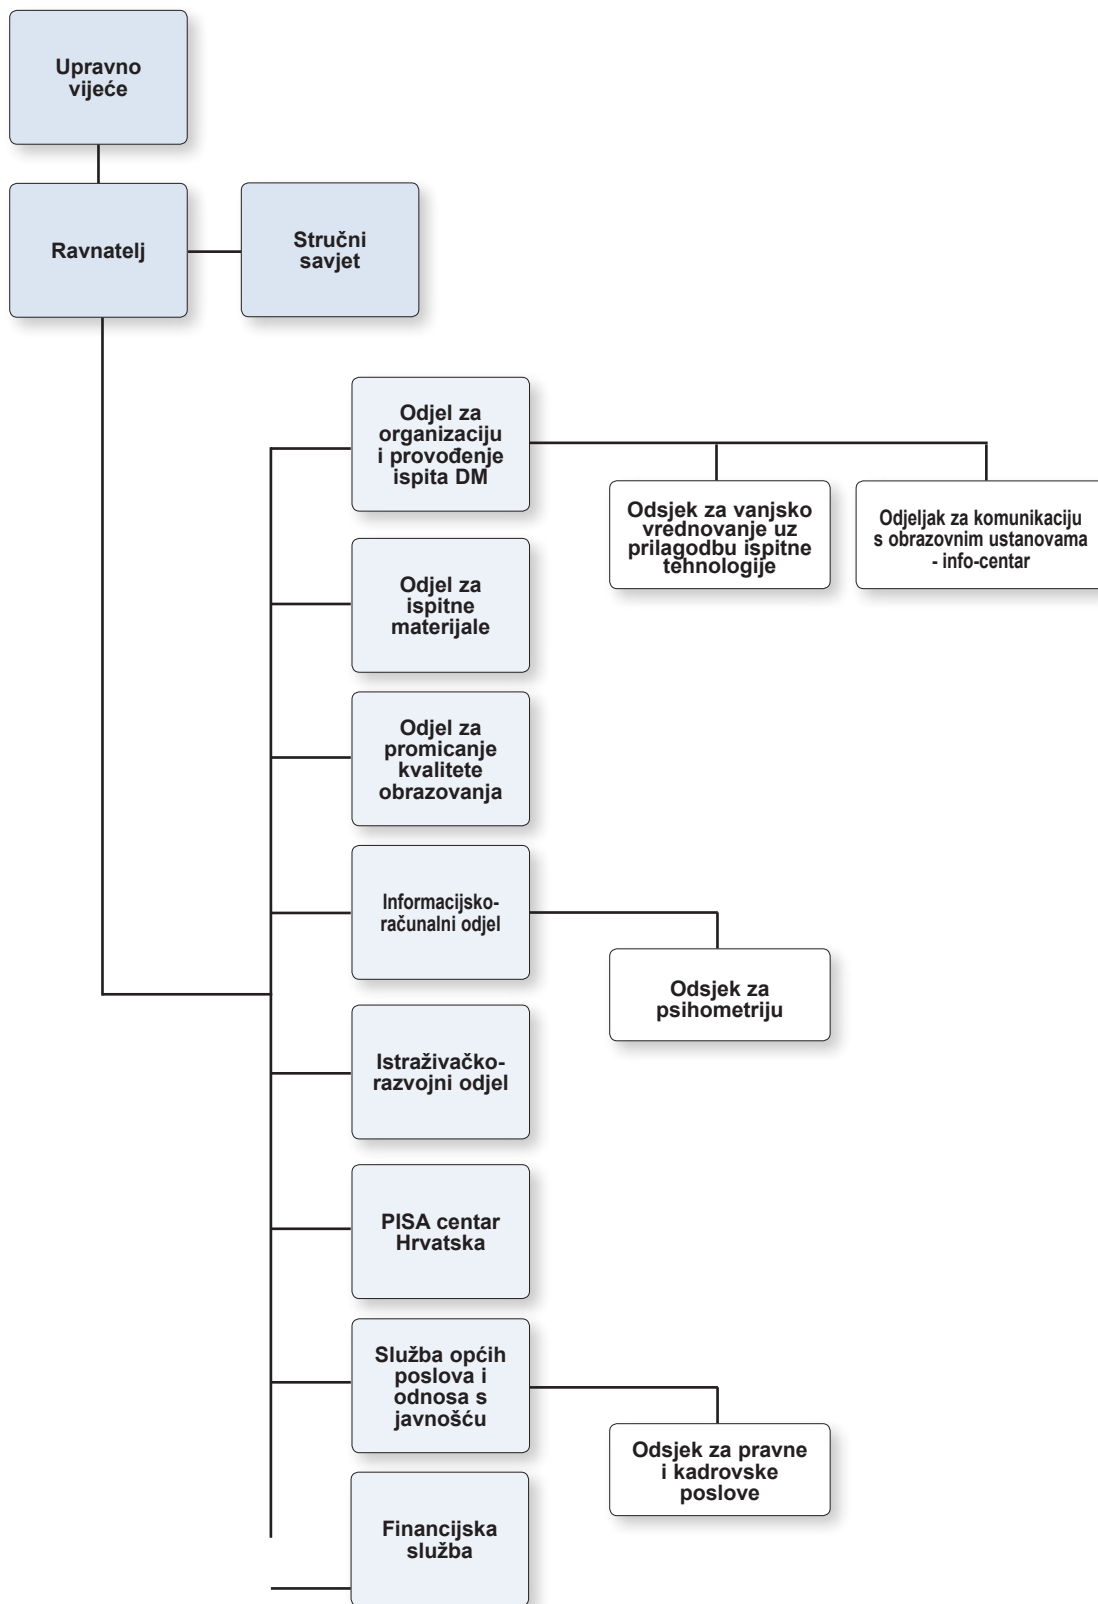 Upravno
vijeće
Ravnatelj
Stručni
savjet
Odjel za
organizaciju
i provođenje
ispita DM
Odsjek za vanjsko
vrednovanje uz
prilagodbu ispitne
tehnologije
Odjeljak za komunikaciju
s obrazovnim ustanovama
- info-centar
Odjel za
ispitne
materijale
Odjel za
promicanje
kvalitete
obrazovanja
Informacijsko-
računalni odjel
Odsjek za
psihometriju
Istraživačko-
razvojni odjel
PISA centar
Hrvatska
Služba općih
poslova i
odnosa s
javnošću
Odsjek za pravne
i kadrovske
poslove
Financijska
služba